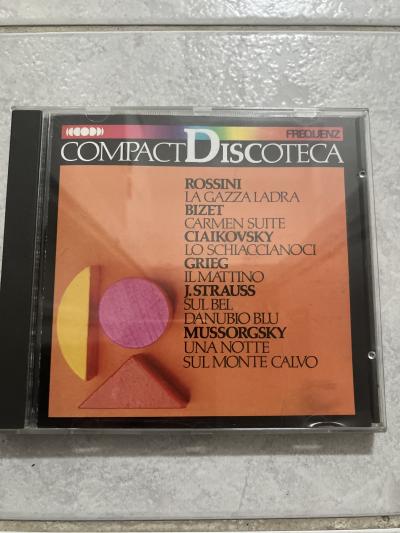 FREQUENZ
COMPACT DISCOTECA
ROSSINI
LA GAZZA LADRA
BIZET
CARMEN SUITE
CIAIKOVSKY
LO SCHIACCIANOCI
GRIEG
IL MATTINO
J. STRAUSS
SUL BEL
DANUBIO BLU
MUSSORGSKY
UNA NOTTE
SUL MONTE CALVO